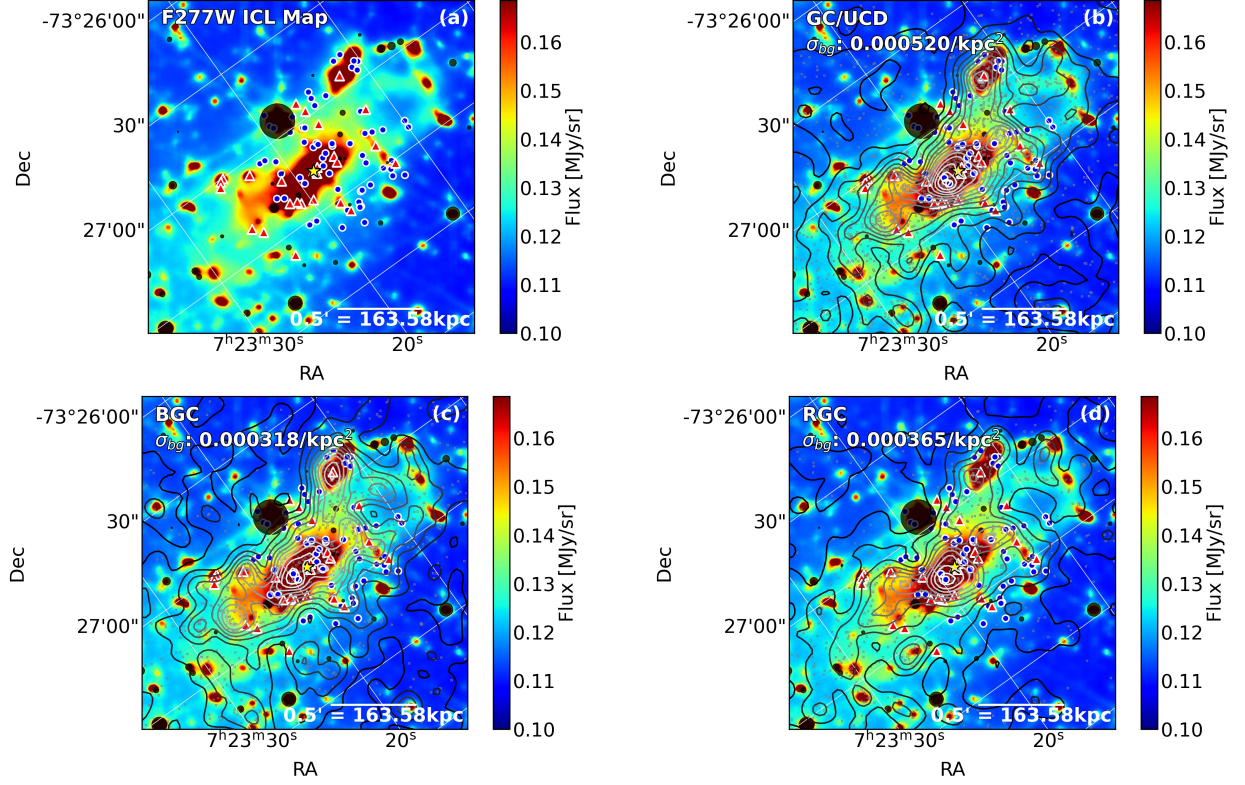 F277W ICL Map (a)
-73°26'00"
30"
27'00"
Dec
0.5' = 163.58kpc
7ʰ23ᵐ30ˢ 20ˢ
RA
0.16
0.15
0.14
0.13
0.12
0.11
0.10
Flux [MJy/sr]
GC/UCD (b)
σbg: 0.000520/kpc²
-73°26'00"
30"
27'00"
Dec
0.5' = 163.58kpc
7ʰ23ᵐ30ˢ 20ˢ
RA
0.16
0.15
0.14
0.13
0.12
0.11
0.10
Flux [MJy/sr]
BGC (c)
σbg: 0.000318/kpc²
-73°26'00"
30"
27'00"
Dec
0.5' = 163.58kpc
7ʰ23ᵐ30ˢ 20ˢ
RA
0.16
0.15
0.14
0.13
0.12
0.11
0.10
Flux [MJy/sr]
RGC (d)
σbg: 0.000365/kpc²
-73°26'00"
30"
27'00"
Dec
0.5' = 163.58kpc
7ʰ23ᵐ30ˢ 20ˢ
RA
0.16
0.15
0.14
0.13
0.12
0.11
0.10
Flux [MJy/sr]